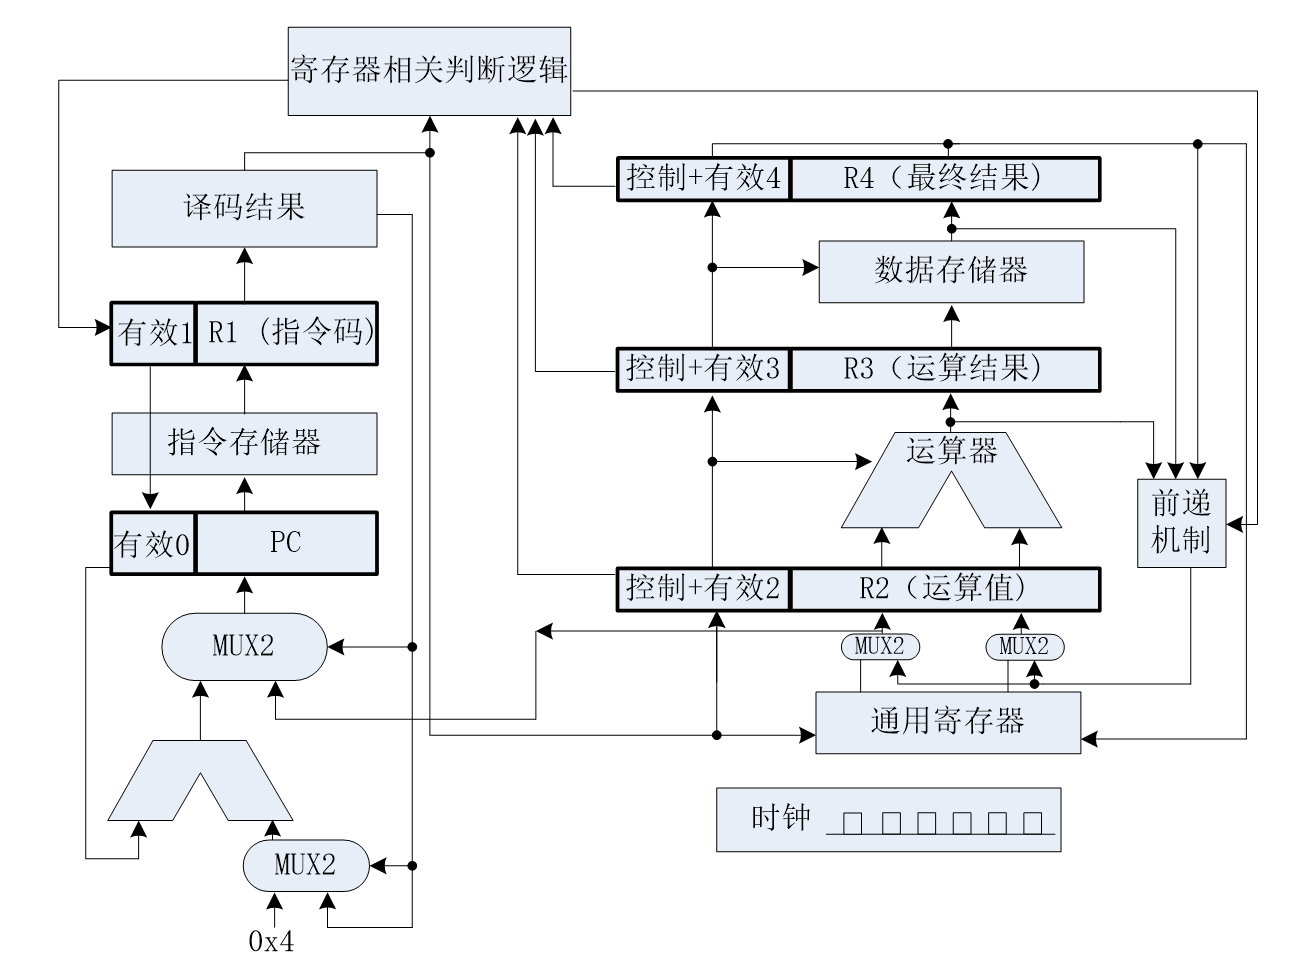 寄存器相关判断逻辑
译码结果
有效1
R1 (指令码)
指令存储器
有效0
PC
MUX2
MUX2
0x4
控制+有效4
R4（最终结果）
数据存储器
控制+有效3
R3（运算结果）
运算器
前递
机制
控制+有效2
R2（运算值）
MUX2
MUX2
通用寄存器
时钟